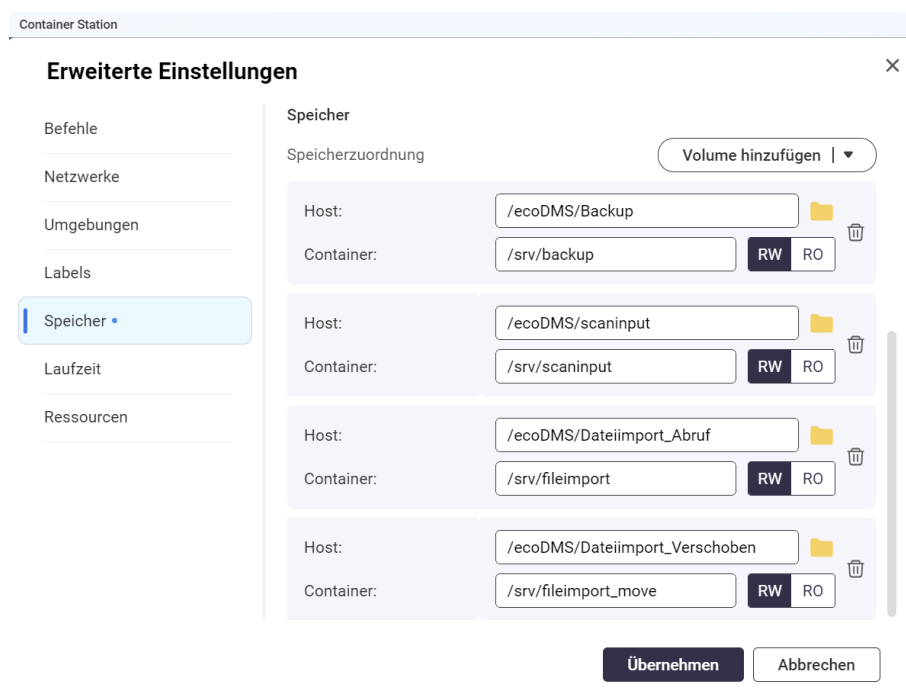 Container Station
Erweiterte Einstellungen
Befehle
Netzwerke
Umgebungen
Labels
Speicher
Laufzeit
Ressourcen
Speicher
Speicherzuordnung
Volume hinzufügen
Host: /ecoDMS/Backup
Container: /srv/backup RW RO
Host: /ecoDMS/scaninput
Container: /srv/scaninput RW RO
Host: /ecoDMS/Dateiimport_Abruf
Container: /srv/fileimport RW RO
Host: /ecoDMS/Dateiimport_Verschoben
Container: /srv/fileimport_move RW RO
Übernehmen Abbrechen